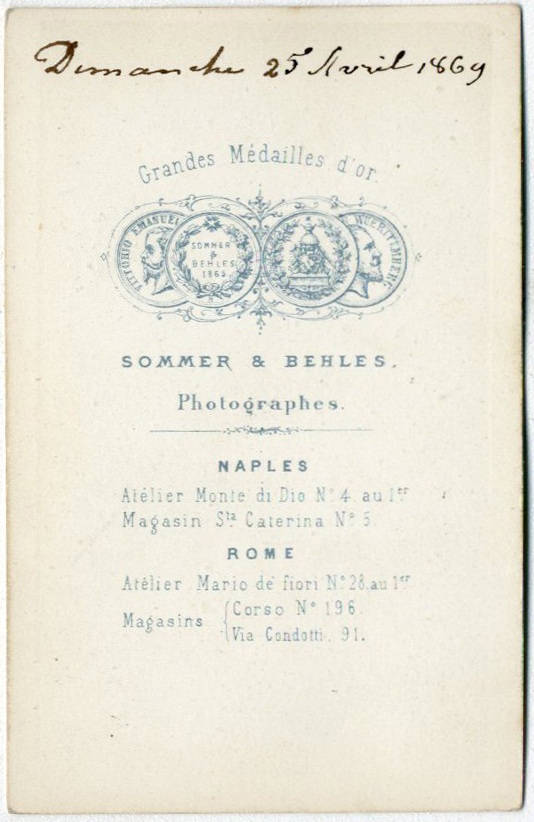 Dimanche 25 Avril 1869
Grandes Médailles d'or.
VITTORIO EMANUEL
SOMMER
&
BEHLES
1865.
WUERTTMBERG
SOMMER & BEHLES.
Photographes.
NAPLES
Atélier Monte di Dio N° 4. au 1er
Magasin Sta Caterina N° 5.
ROME
Atélier Mario de' fiori N° 28. au 1er
Magasins { Corso N° 196.
Via Condotti. 91.